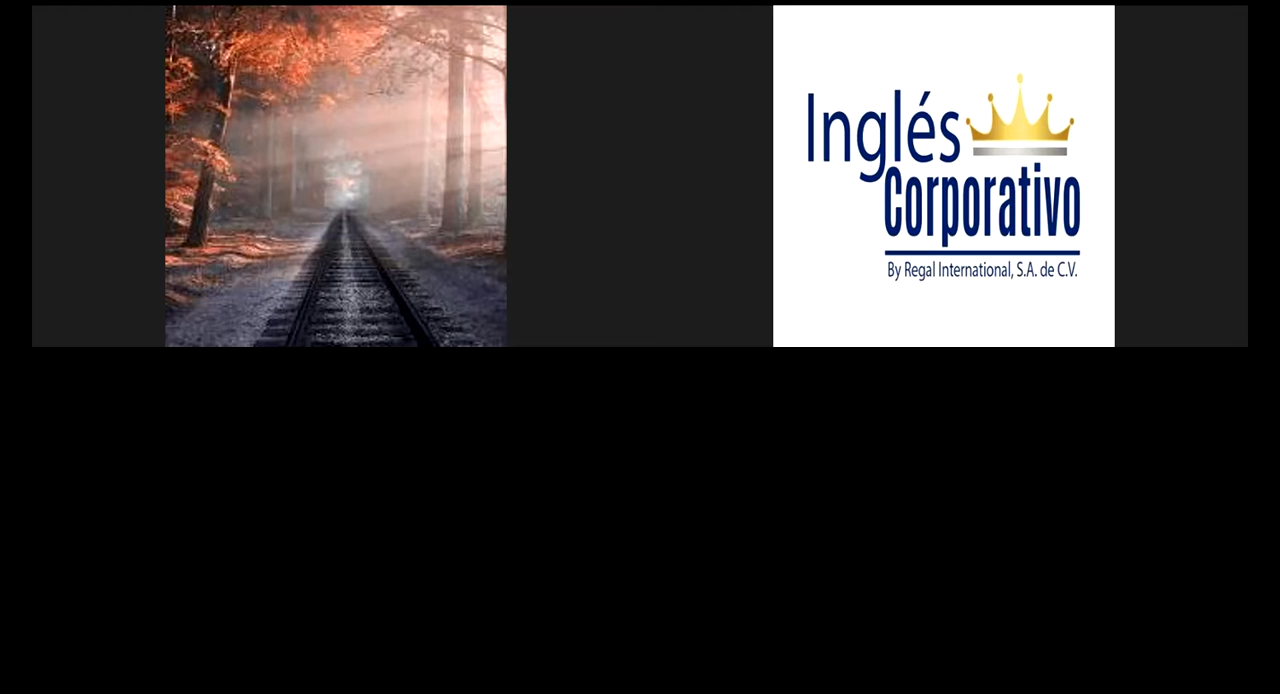 Inglés
Corporativo
By Regal International, S.A. de C.V.